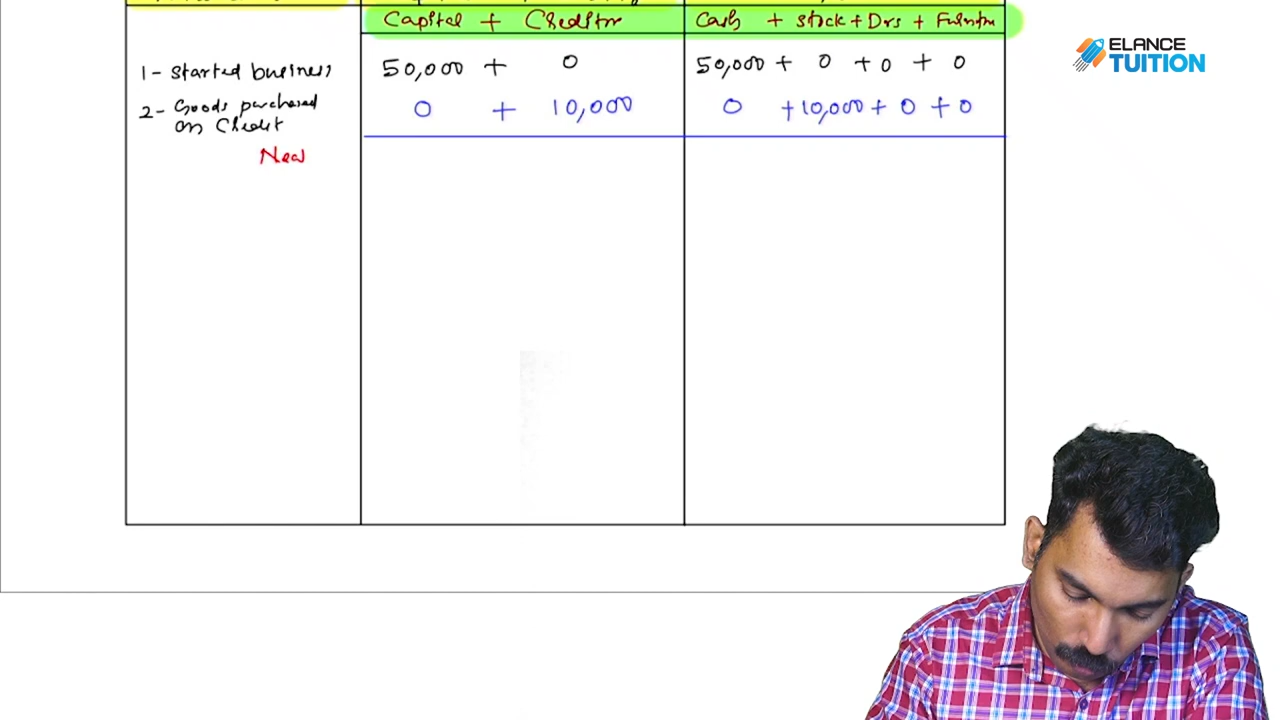 Capital + Creditor
Cash + Stock + Drs + Furnitur
ELANCE
TUITION
1- Started business
50,000 + 0
50,000 + 0 + 0 + 0
2- Goods purchased
on Credit
0 + 10,000
0 + 10,000 + 0 + 0
New